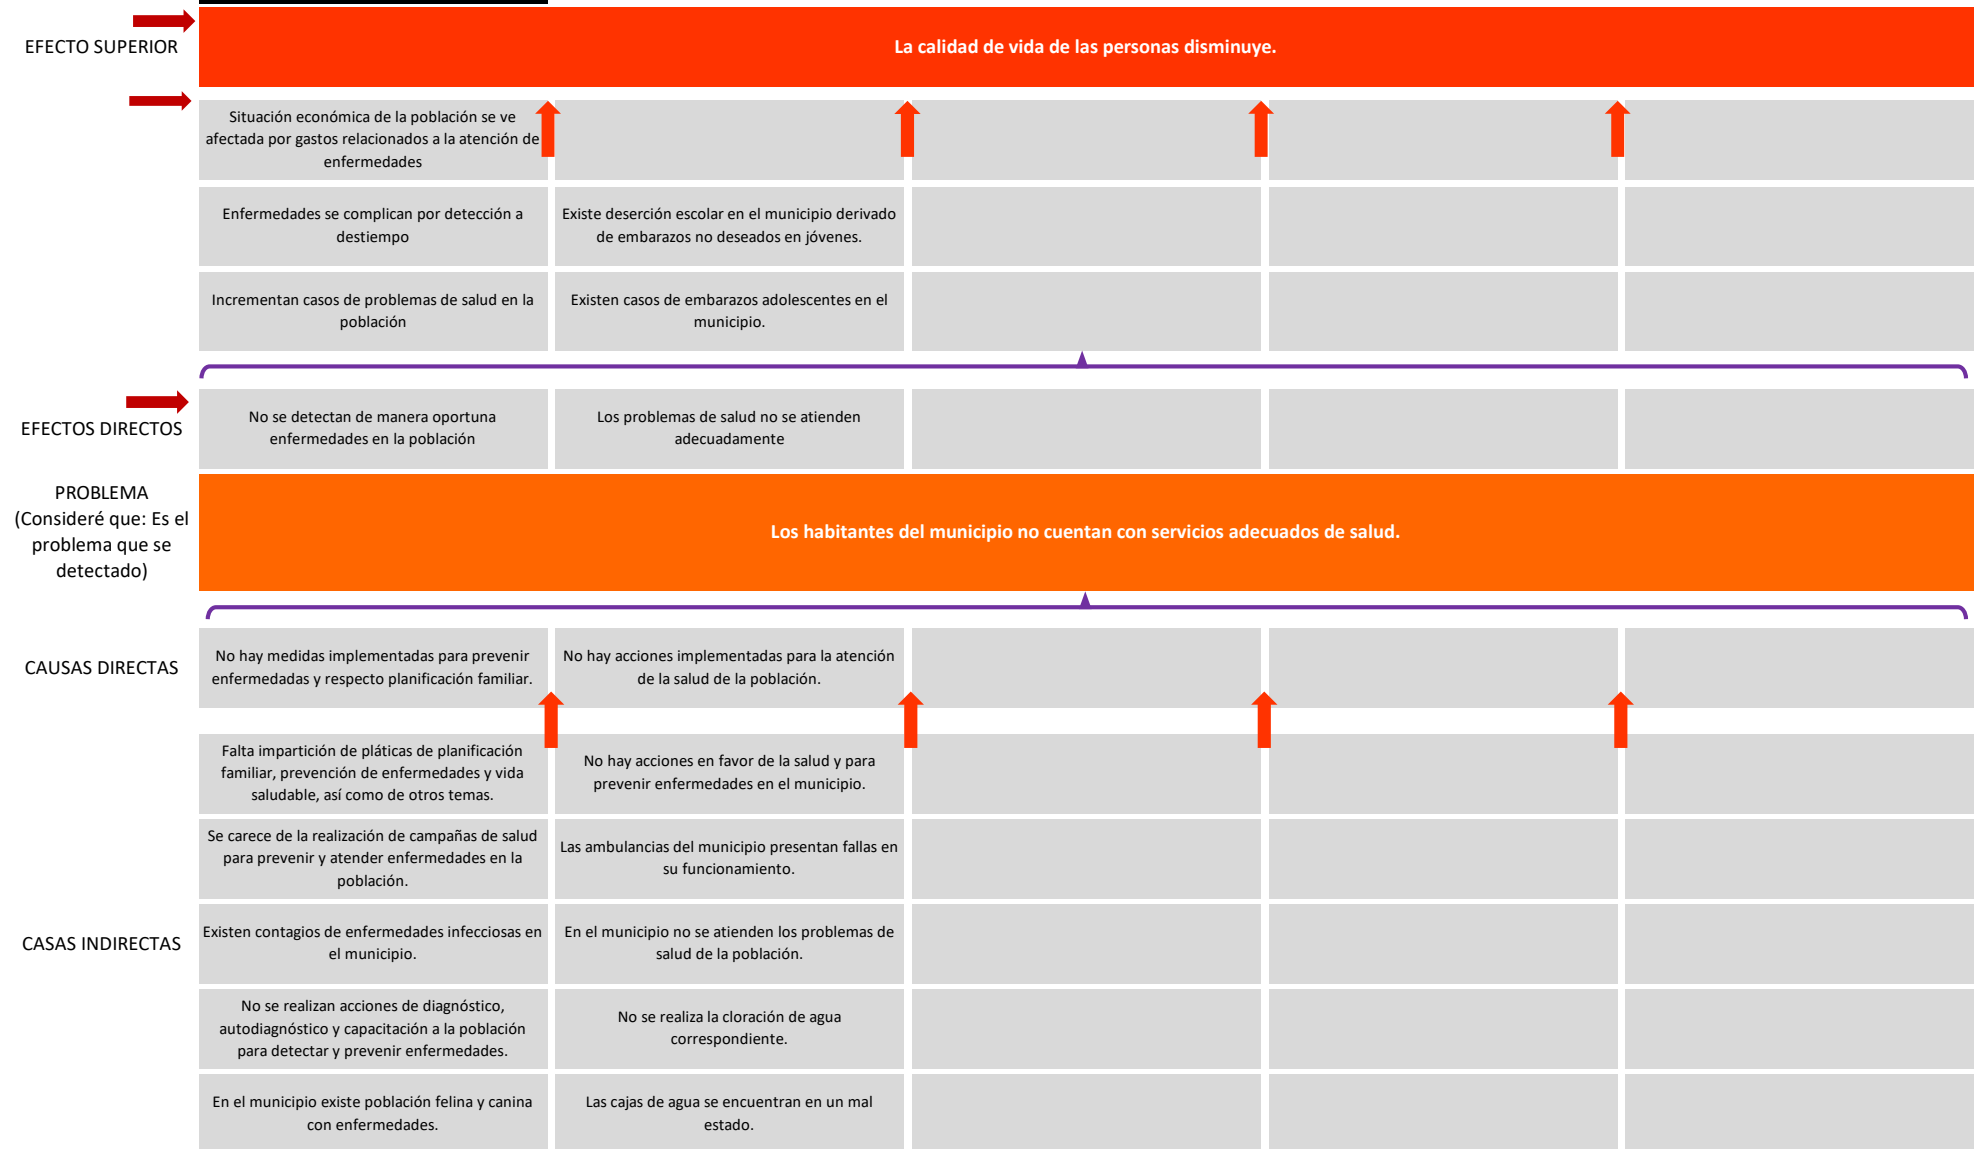 EFECTO SUPERIOR
La calidad de vida de las personas disminuye.
Situación económica de la población se ve
afectada por gastos relacionados a la atención de
enfermedades
Enfermedades se complican por detección a
destiempo
Existe deserción escolar en el municipio derivado
de embarazos no deseados en jóvenes.
Incrementan casos de problemas de salud en la
población
Existen casos de embarazos adolescentes en el
municipio.
EFECTOS DIRECTOS
No se detectan de manera oportuna
enfermedades en la población
Los problemas de salud no se atienden
adecuadamente
PROBLEMA
(Consideré que: Es el
problema que se
detectado)
Los habitantes del municipio no cuentan con servicios adecuados de salud.
CAUSAS DIRECTAS
No hay medidas implementadas para prevenir
enfermedadas y respecto planificación familiar.
No hay acciones implementadas para la atención
de la salud de la población.
Falta impartición de pláticas de planificación
familiar, prevención de enfermedades y vida
saludable, así como de otros temas.
No hay acciones en favor de la salud y para
prevenir enfermedades en el municipio.
Se carece de la realización de campañas de salud
para prevenir y atender enfermedades en la
población.
Las ambulancias del municipio presentan fallas en
su funcionamiento.
CASAS INDIRECTAS
Existen contagios de enfermedades infecciosas en
el municipio.
En el municipio no se atienden los problemas de
salud de la población.
No se realizan acciones de diagnóstico,
autodiagnóstico y capacitación a la población
para detectar y prevenir enfermedades.
No se realiza la cloración de agua
correspondiente.
En el municipio existe población felina y canina
con enfermedades.
Las cajas de agua se encuentran en un mal
estado.